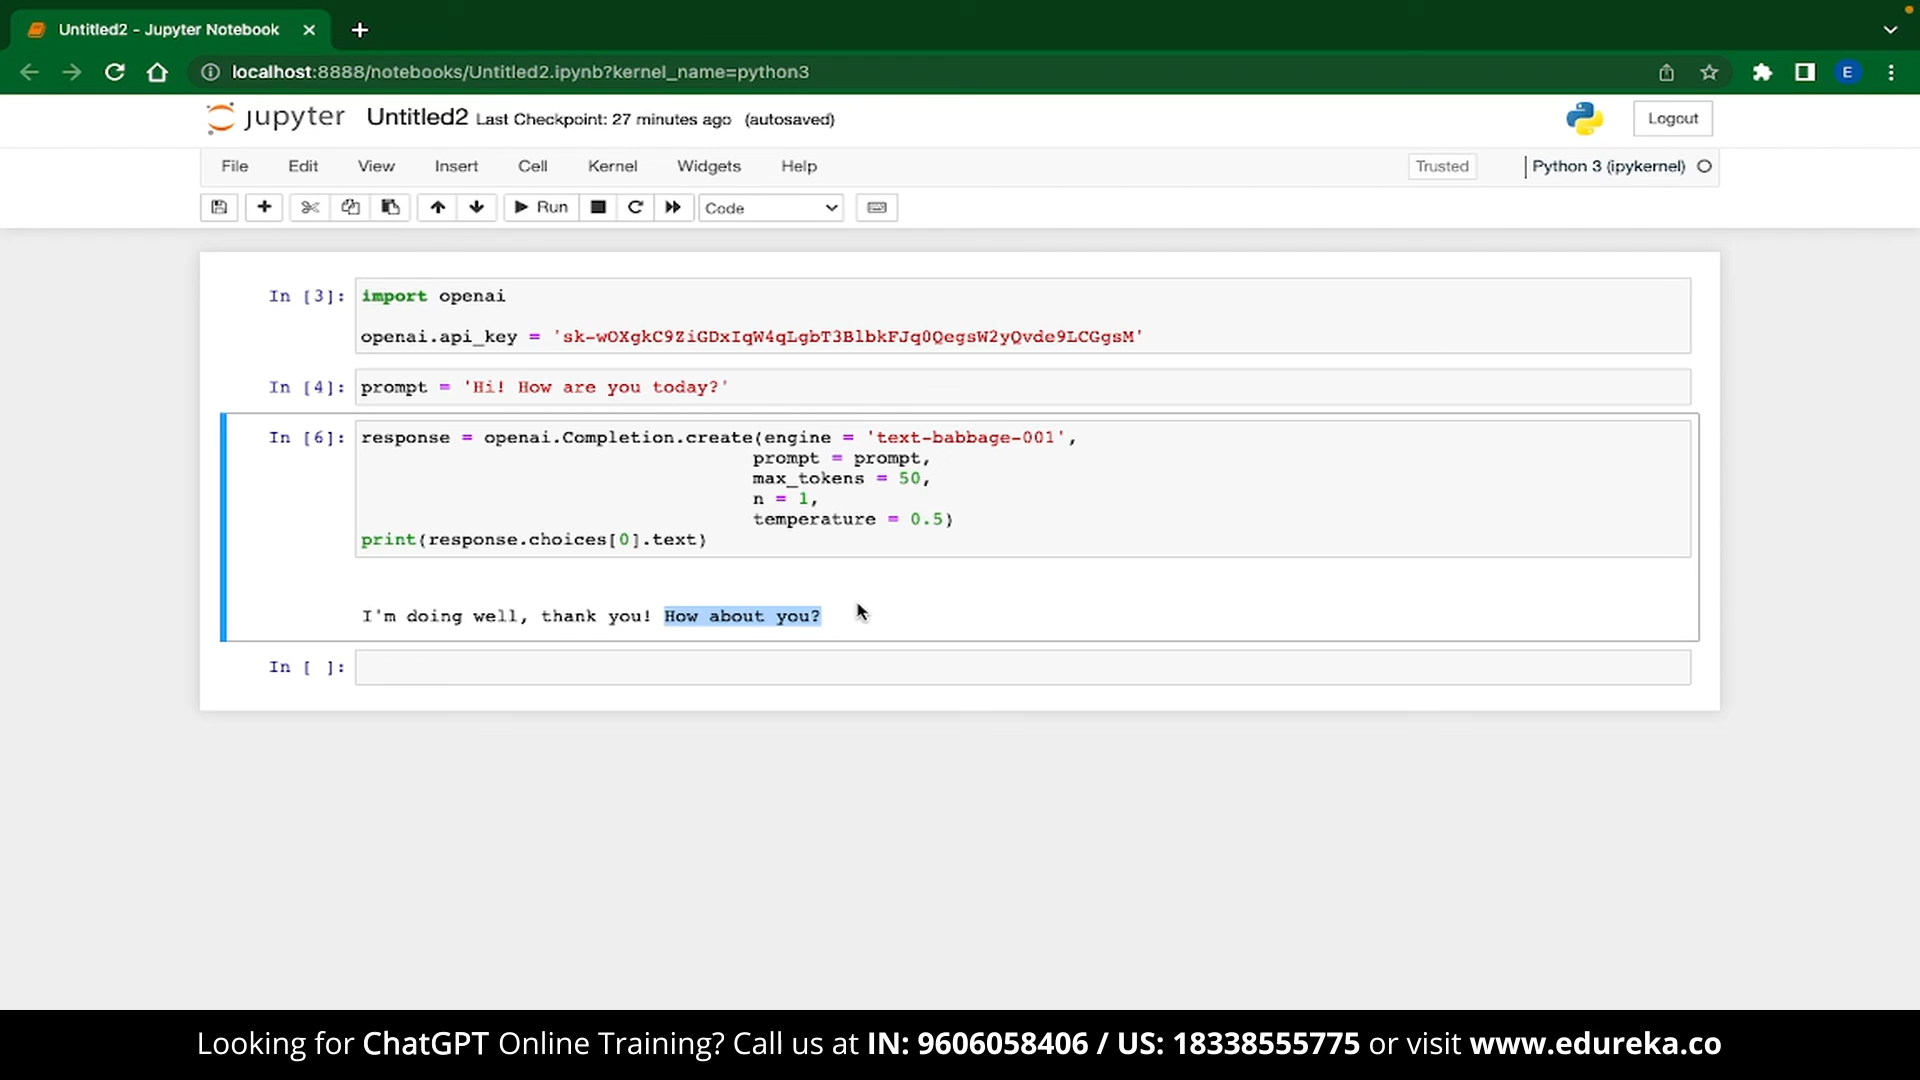 Untitled2 - Jupyter Notebook
localhost:8888/notebooks/Untitled2.ipynb?kernel_name=python3
E
jupyter Untitled2 Last Checkpoint: 27 minutes ago (autosaved)
Logout
File Edit View Insert Cell Kernel Widgets Help
Trusted
Python 3 (ipykernel)
Run
Code
In [3]: import openai
openai.api_key = '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'
In [4]: prompt = 'Hi! How are you today?'
In [6]: response = openai.Completion.create(engine = 'text-babbage-001',
prompt = prompt,
max_tokens = 50,
n = 1,
temperature = 0.5)
print(response.choices[0].text)
I'm doing well, thank you! How about you?
In [ ]:
Looking for ChatGPT Online Training? Call us at IN: 9606058406 / US: 18338555775 or visit www.edureka.co